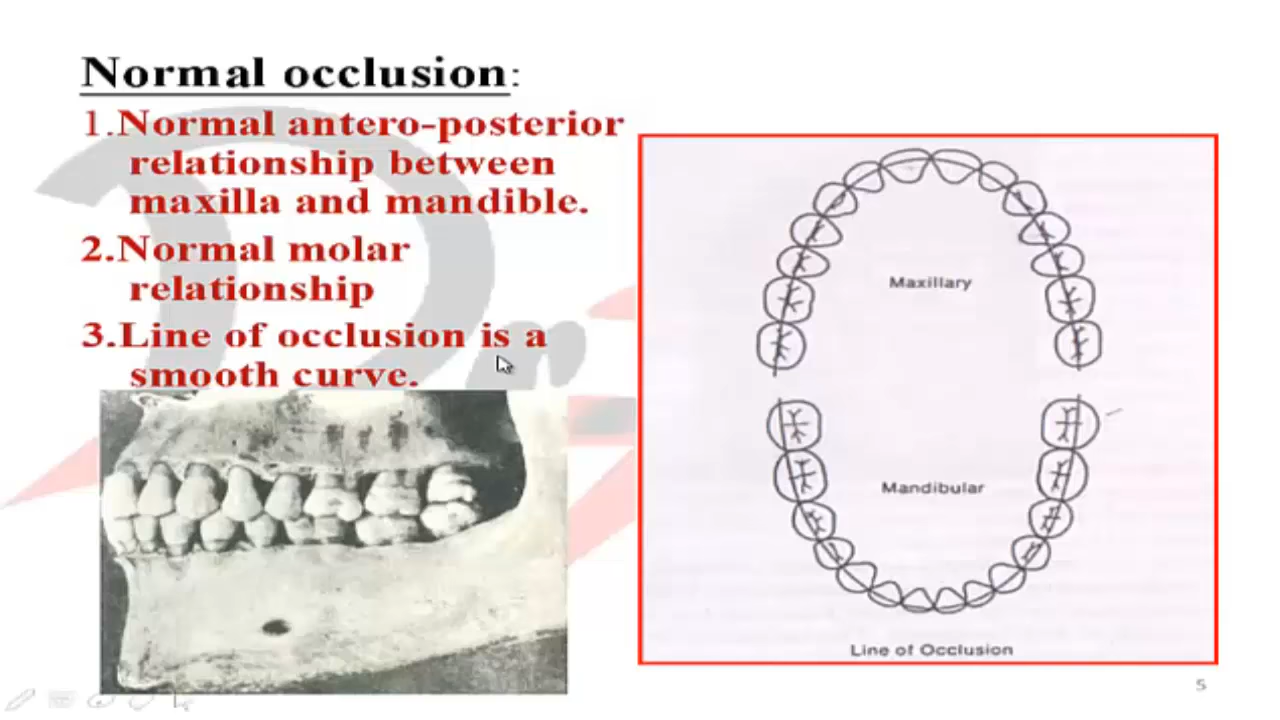 Normal occlusion:
1.Normal antero-posterior
relationship between
maxilla and mandible.
2.Normal molar
relationship
3.Line of occlusion is a
smooth curve.
Maxillary
Mandibular
Line of Occlusion
5